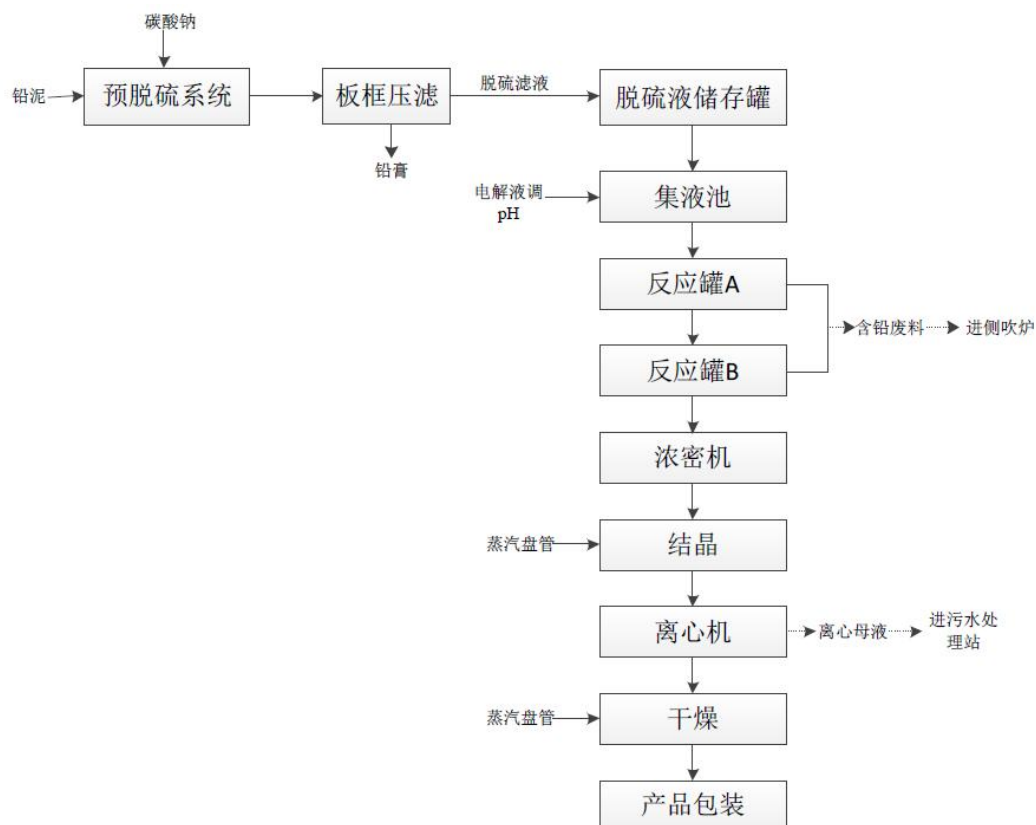 碳酸钠
铅泥
预脱硫系统
板框压滤
脱硫滤液
脱硫液储存罐
铅膏
电解液调
pH
集液池
反应罐A
含铅废料
进侧吹炉
反应罐B
浓密机
蒸汽盘管
结晶
离心机
离心母液
进污水处
理站
蒸汽盘管
干燥
产品包装